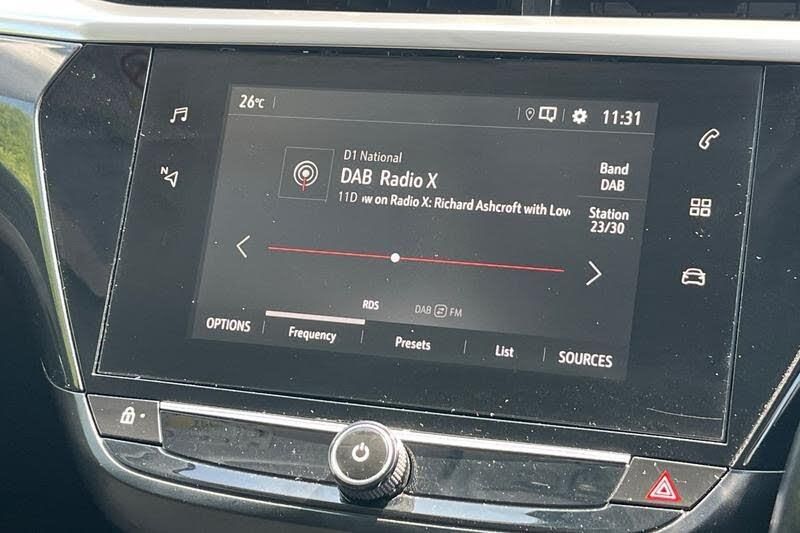 26°C 11:31
D1 National
DAB Radio X
11D w on Radio X: Richard Ashcroft with Lov
Band
DAB
Station
23/30
N
RDS
DAB FM
OPTIONS Frequency Presets List SOURCES